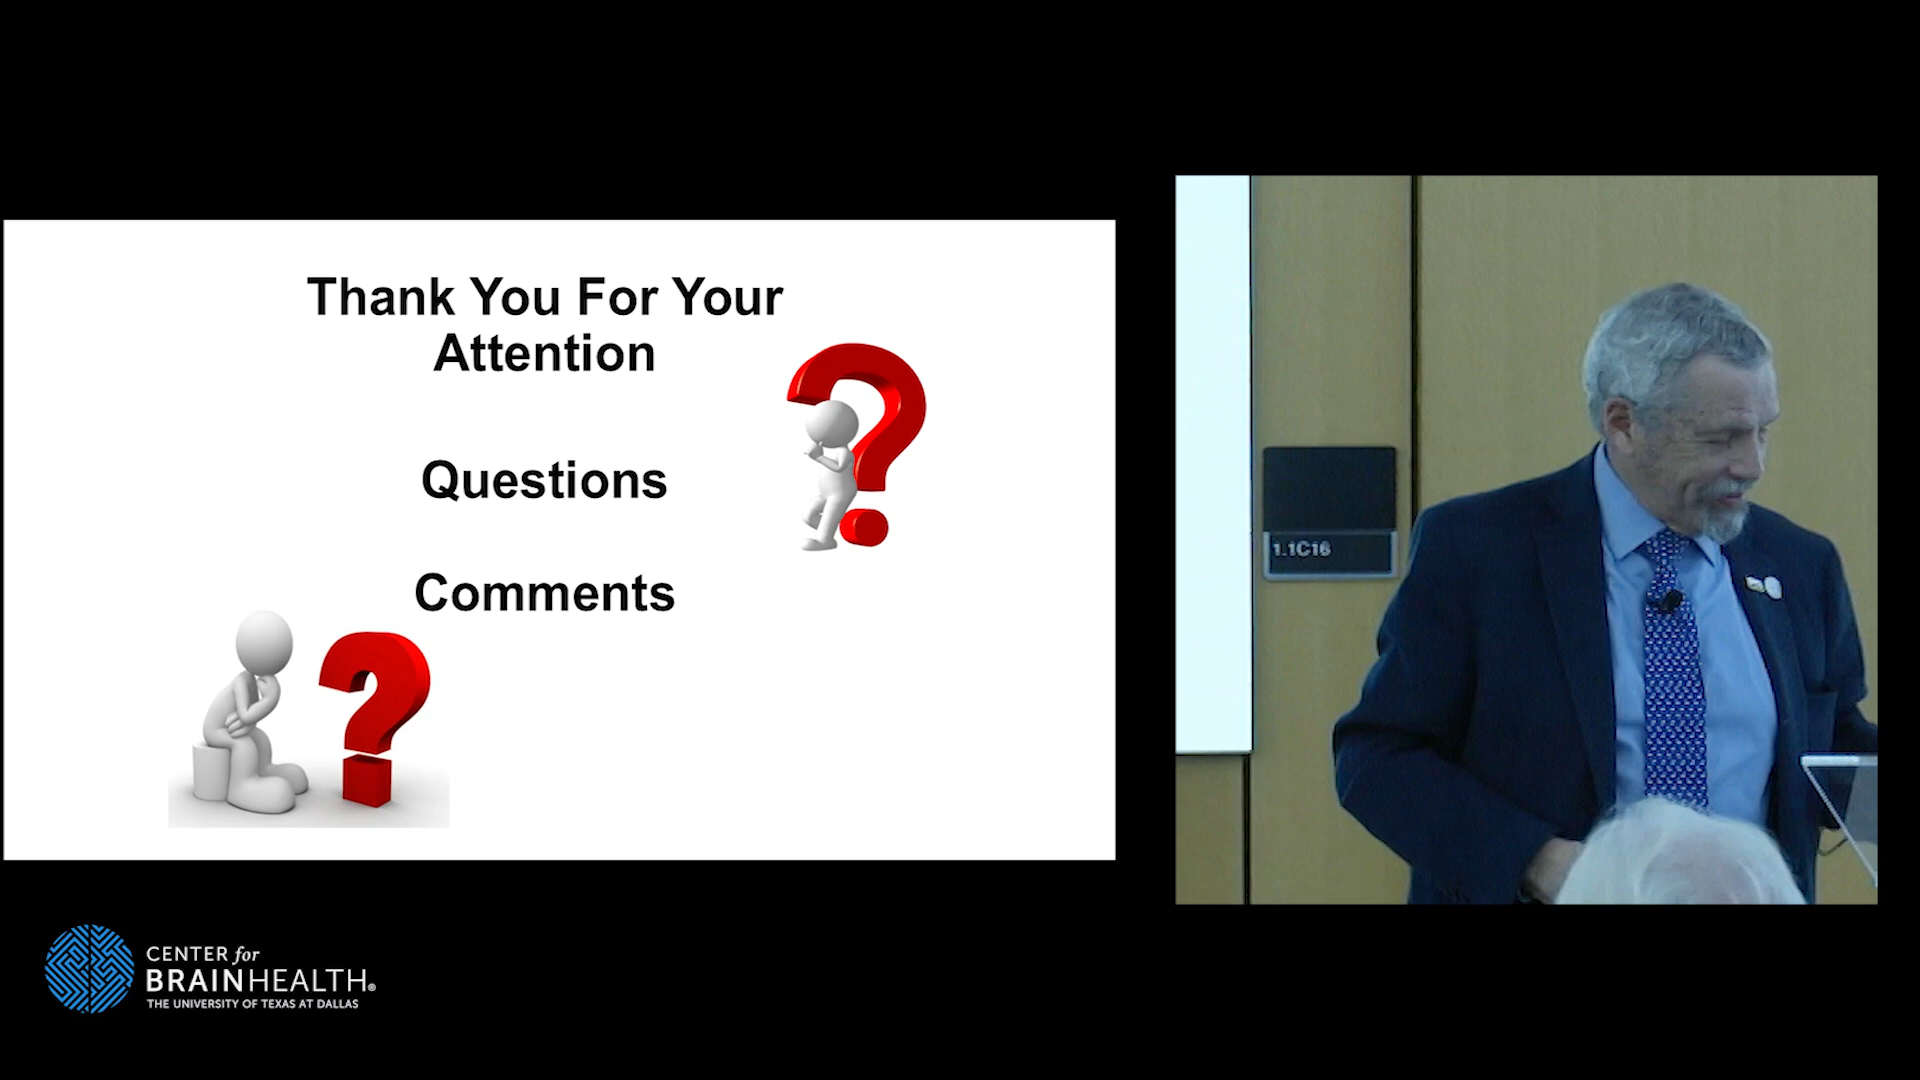 Thank You For Your
Attention
Questions
Comments
1.1C16
CENTER for
BRAINHEALTH®
THE UNIVERSITY OF TEXAS AT DALLAS